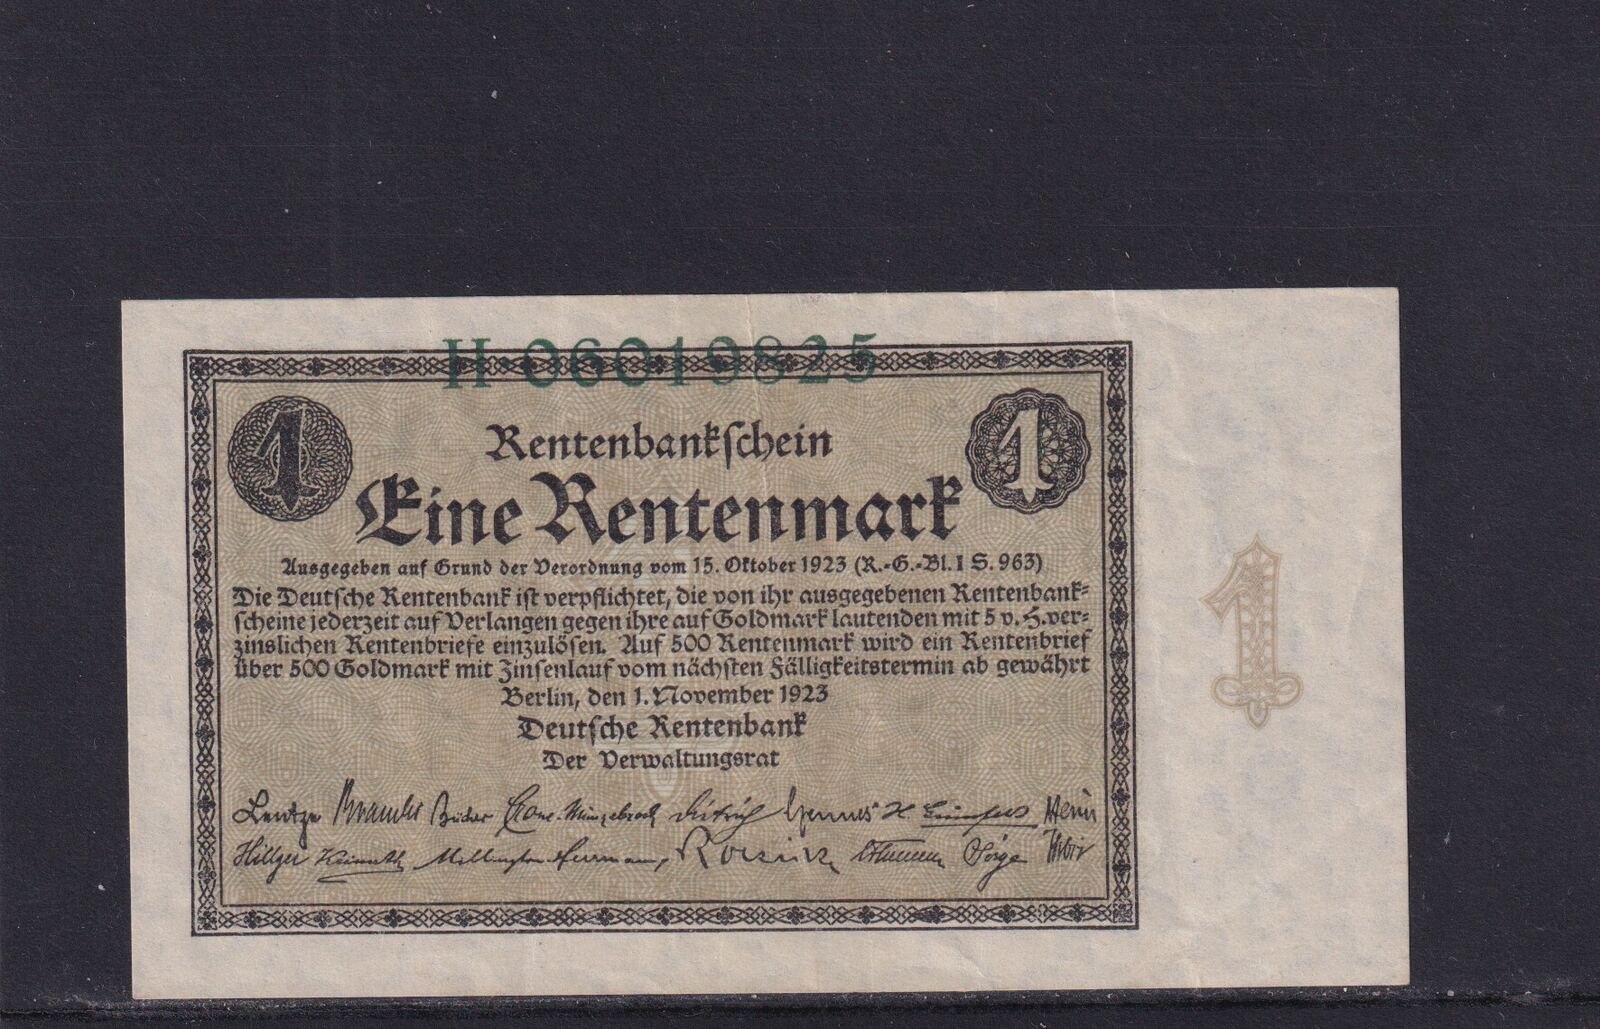 H·06019825
1 1
Rentenbankschein
Eine Rentenmark
Ausgegeben auf Grund der Verordnung vom 15. Oktober 1923 (R.-G.-Bl. I S. 963)
Die Deutsche Rentenbank ist verpflichtet, die von ihr ausgegebenen Rentenbank-
scheine jederzeit auf Verlangen gegen ihre auf Goldmark lautenden mit 5 v. H. ver-
zinslichen Rentenbriefe einzulösen. Auf 500 Rentenmark wird ein Rentenbrief
über 500 Goldmark mit Zinsenlauf vom nächsten Fälligkeitstermin ab gewährt
Berlin, den 1. November 1923
Deutsche Rentenbank
Der Verwaltungsrat
Lentze
Hillger
1